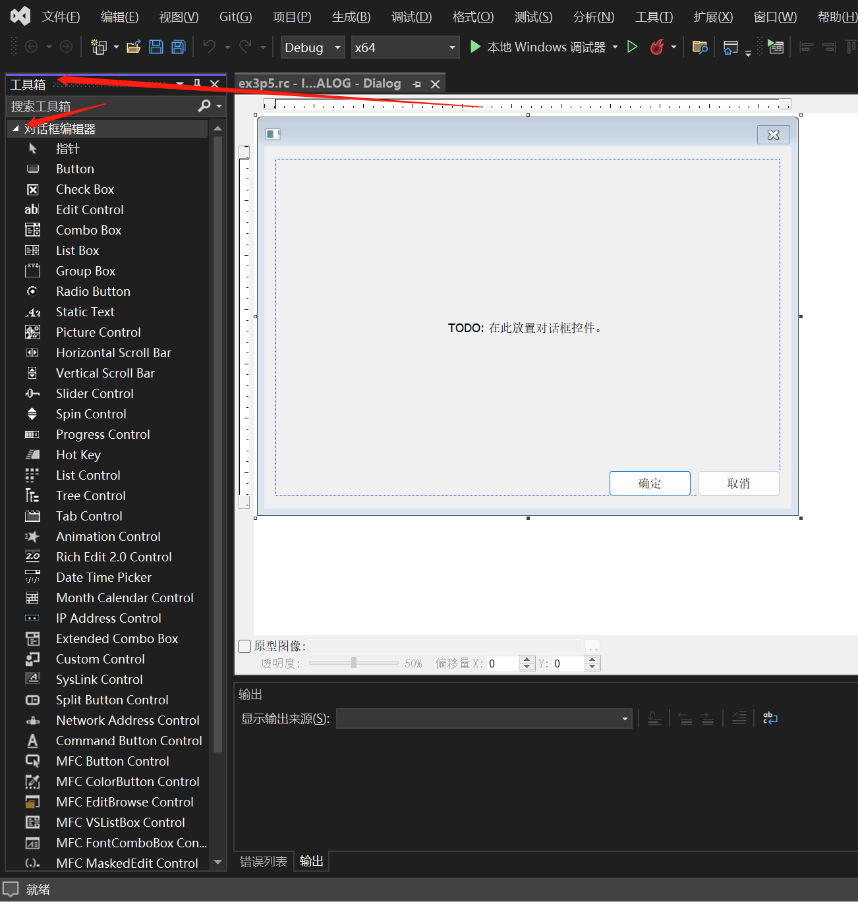 文件(F) 编辑(E) 视图(V) Git(G) 项目(P) 生成(B) 调试(D) 格式(O) 测试(S) 分析(N) 工具(T) 扩展(X) 窗口(W) 帮助(H)
Debug x64 本地 Windows 调试器
工具箱
ex3p5.rc - I...ALOG - Dialog
搜索工具箱
对话框编辑器
指针
Button
Check Box
Edit Control
Combo Box
List Box
Group Box
Radio Button
Static Text
Picture Control
Horizontal Scroll Bar
Vertical Scroll Bar
Slider Control
Spin Control
Progress Control
Hot Key
List Control
Tree Control
Tab Control
Animation Control
Rich Edit 2.0 Control
Date Time Picker
Month Calendar Control
IP Address Control
Extended Combo Box
Custom Control
SysLink Control
Split Button Control
Network Address Control
Command Button Control
MFC Button Control
MFC ColorButton Control
MFC EditBrowse Control
MFC VSListBox Control
MFC FontComboBox Con...
MFC MaskedEdit Control
TODO: 在此放置对话框控件。
确定 取消
原型图像: ..
透明度: 50% 偏移量 X: 0 Y: 0
输出
显示输出来源(S):
错误列表 输出
就绪